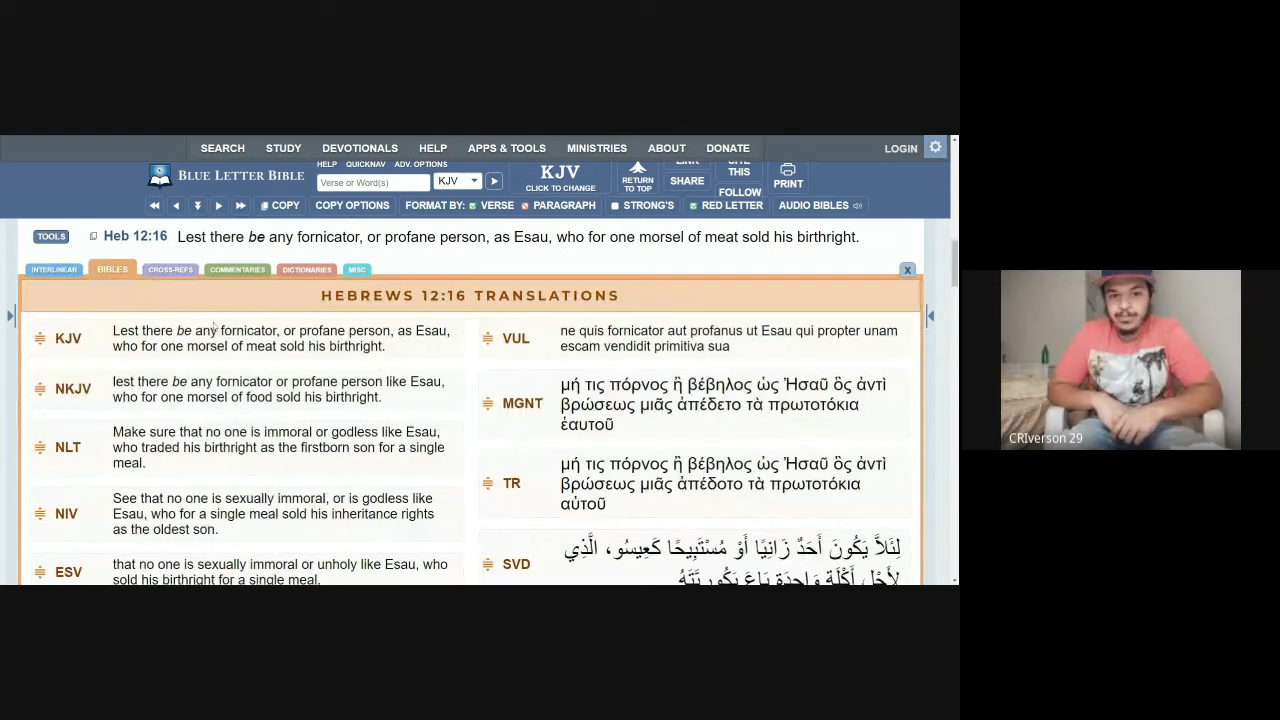 SEARCH STUDY DEVOTIONALS HELP APPS & TOOLS MINISTRIES ABOUT DONATE LOGIN
HELP QUICKNAV ADV. OPTIONS
BLUE LETTER BIBLE
Verse or Word(s) KJV
KJV
CLICK TO CHANGE
RETURN
TO TOP
LINK
SHARE
CITE
THIS
FOLLOW
PRINT
COPY COPY OPTIONS FORMAT BY: VERSE PARAGRAPH STRONG'S RED LETTER AUDIO BIBLES
TOOLS Heb 12:16 Lest there be any fornicator, or profane person, as Esau, who for one morsel of meat sold his birthright.
INTERLINEAR BIBLES CROSS-REFS COMMENTARIES DICTIONARIES MISC X
HEBREWS 12:16 TRANSLATIONS
KJV Lest there be any fornicator, or profane person, as Esau,
who for one morsel of meat sold his birthright.
NKJV lest there be any fornicator or profane person like Esau,
who for one morsel of food sold his birthright.
NLT Make sure that no one is immoral or godless like Esau,
who traded his birthright as the firstborn son for a single
meal.
NIV See that no one is sexually immoral, or is godless like
Esau, who for a single meal sold his inheritance rights
as the oldest son.
ESV that no one is sexually immoral or unholy like Esau, who
sold his birthright for a single meal.
VUL ne quis fornicator aut profanus ut Esau qui propter unam
escam vendidit primitiva sua
MGNT μή τις πόρνος ἢ βέβηλος ὡς Ἠσαῦ ὃς ἀντὶ
βρώσεως μιᾶς ἀπέδετο τὰ πρωτοτόκια
ἑαυτοῦ
TR μή τις πόρνος ἢ βέβηλος ὡς Ἠσαῦ ὃς ἀντὶ
βρώσεως μιᾶς ἀπέδοτο τὰ πρωτοτόκια
αὐτοῦ
SVD لِئَلاَّ يَكُونَ أَحَدٌ زَانِيًا أَوْ مُسْتَبِيحًا كَعِيسُو، الَّذِي
لأَجْلِ أَكْلَةٍ وَاحِدَةٍ بَاعَ بَكُورِيَّتَهُ
CRIverson 29